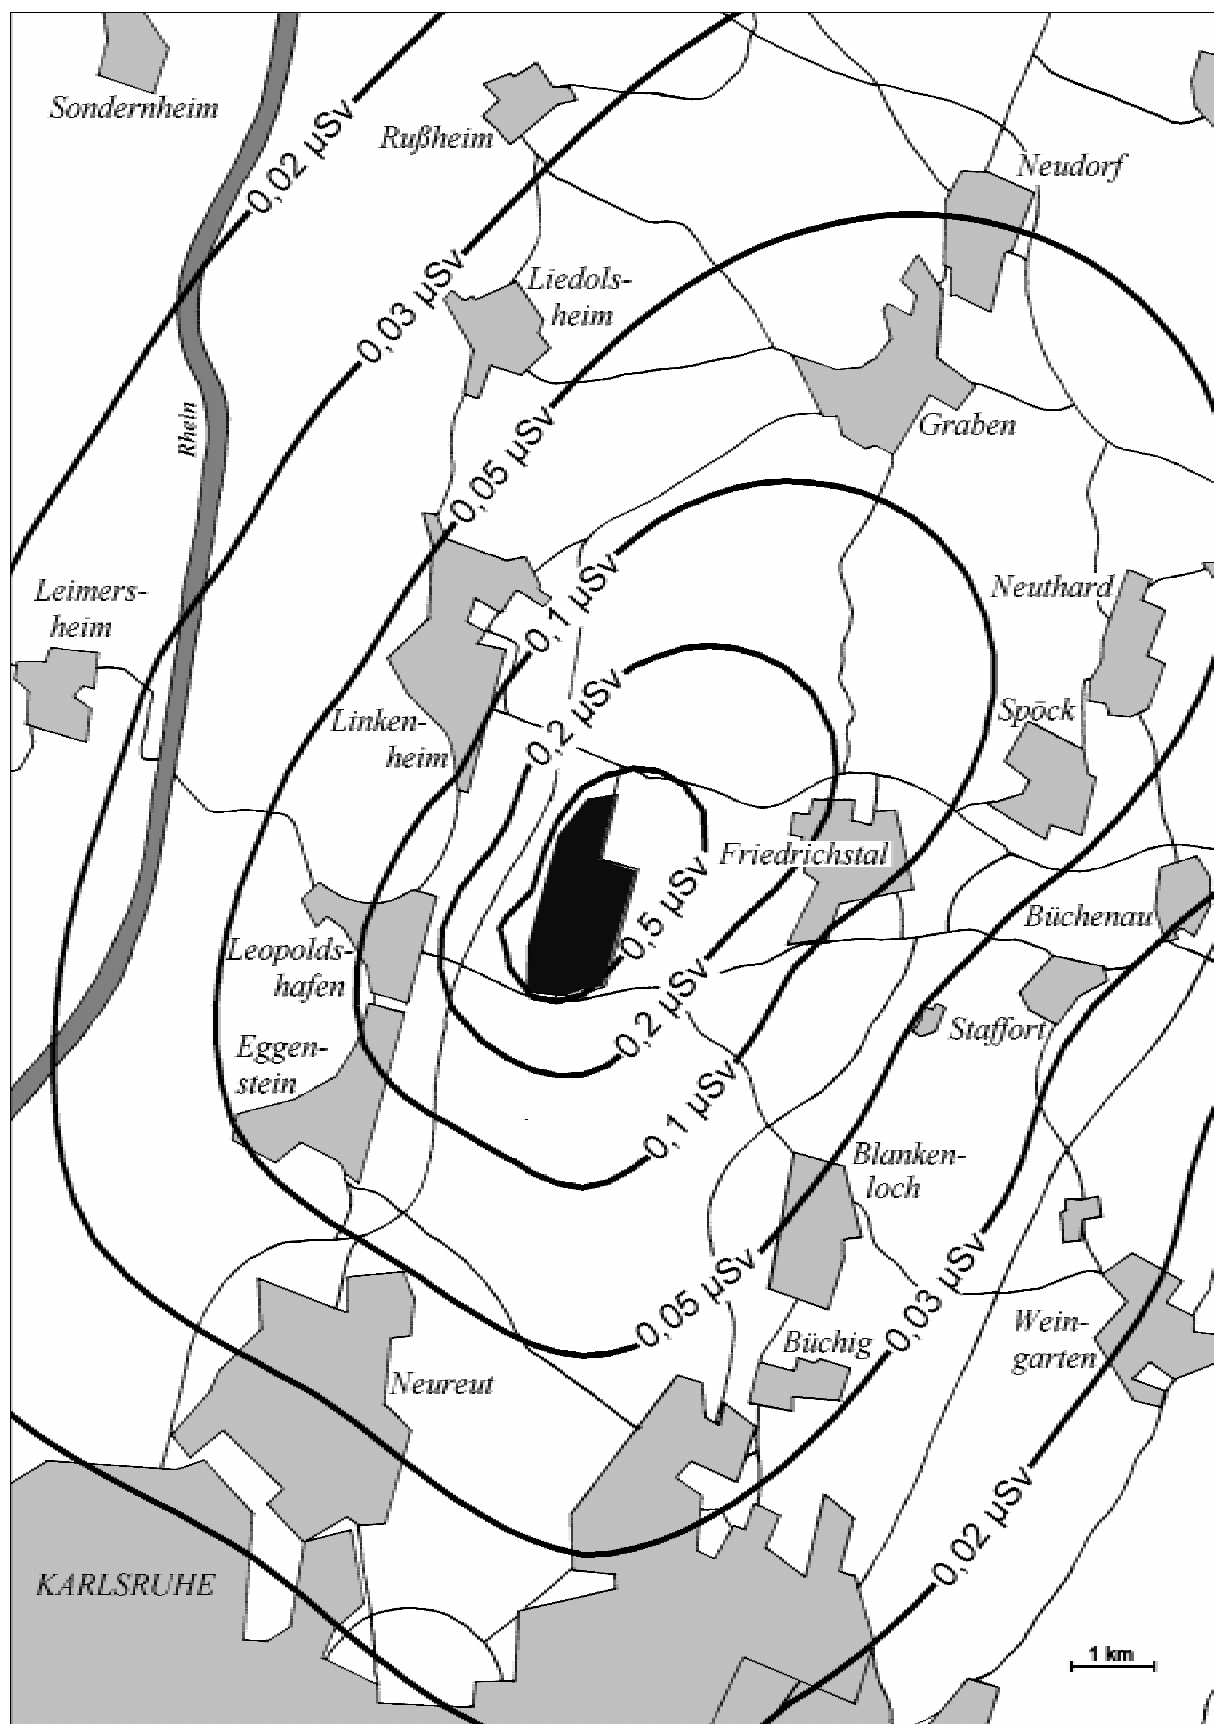 Sondernheim
0,02 µSv
Rußheim
Neudorf
Liedols-
heim
0,03 µSv
Rhein
Graben
0,05 µSv
Leimers-
heim
0,1 µSv
Neuthard
0,2 µSv
Linken-
heim
Spöck
Friedrichstal
0,5 µSv
Büchenau
Leopolds-
hafen
0,2 µSv
Staffort
Eggen-
stein
0,1 µSv
Blanken-
loch
0,05 µSv
0,03 µSv
Büchig
Wein-
garten
Neureut
0,02 µSv
KARLSRUHE
1 km